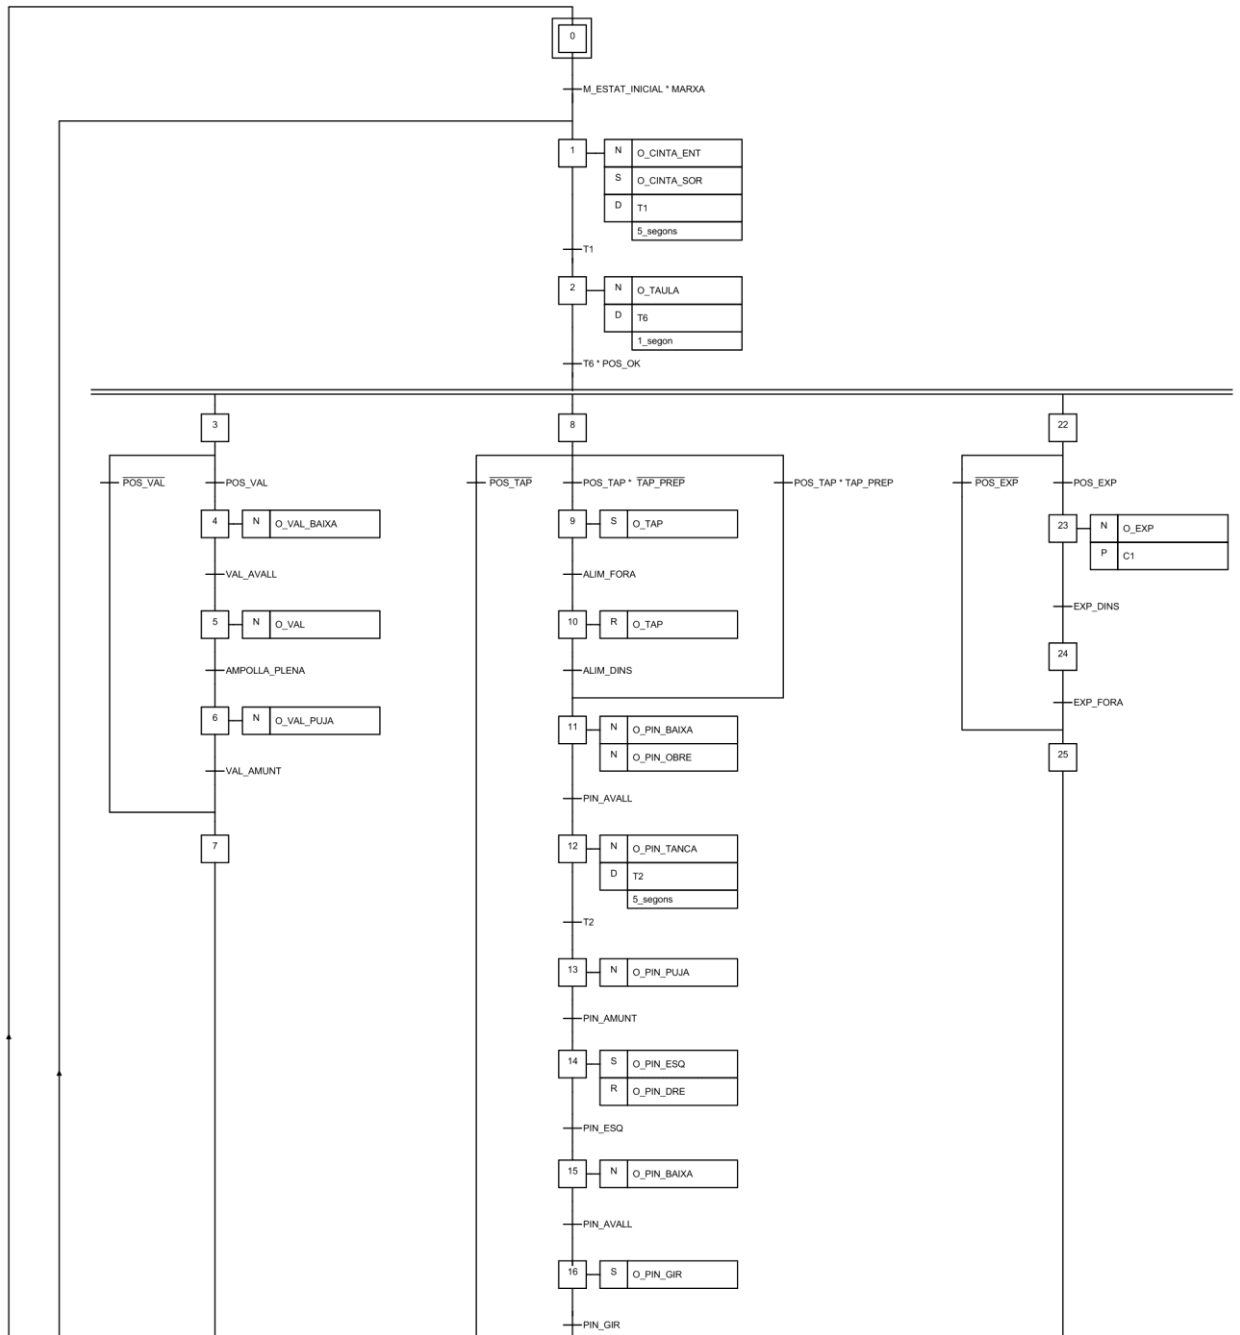 0
M_ESTAT_INICIAL * MARXA
1 N O_CINTA_ENT
S O_CINTA_SOR
D T1
5_segons
T1
2 N O_TAULA
D T6
1_segon
T6 * POS_OK
3 8 22
POS_VAL POS_VAL POS_TAP POS_TAP * TAP_PREP POS_TAP * TAP_PREP POS_EXP POS_EXP
4 N O_VAL_BAIXA 9 S O_TAP 23 N O_EXP
P C1
VAL_AVALL ALIM_FORA
EXP_DINS
5 N O_VAL 10 R O_TAP
24
AMPOLLA_PLENA ALIM_DINS
EXP_FORA
6 N O_VAL_PUJA 11 N O_PIN_BAIXA
N O_PIN_OBRE 25
VAL_AMUNT
PIN_AVALL
7 12 N O_PIN_TANCA
D T2
5_segons
T2
13 N O_PIN_PUJA
PIN_AMUNT
14 S O_PIN_ESQ
R O_PIN_DRE
PIN_ESQ
15 N O_PIN_BAIXA
PIN_AVALL
16 S O_PIN_GIR
PIN_GIR